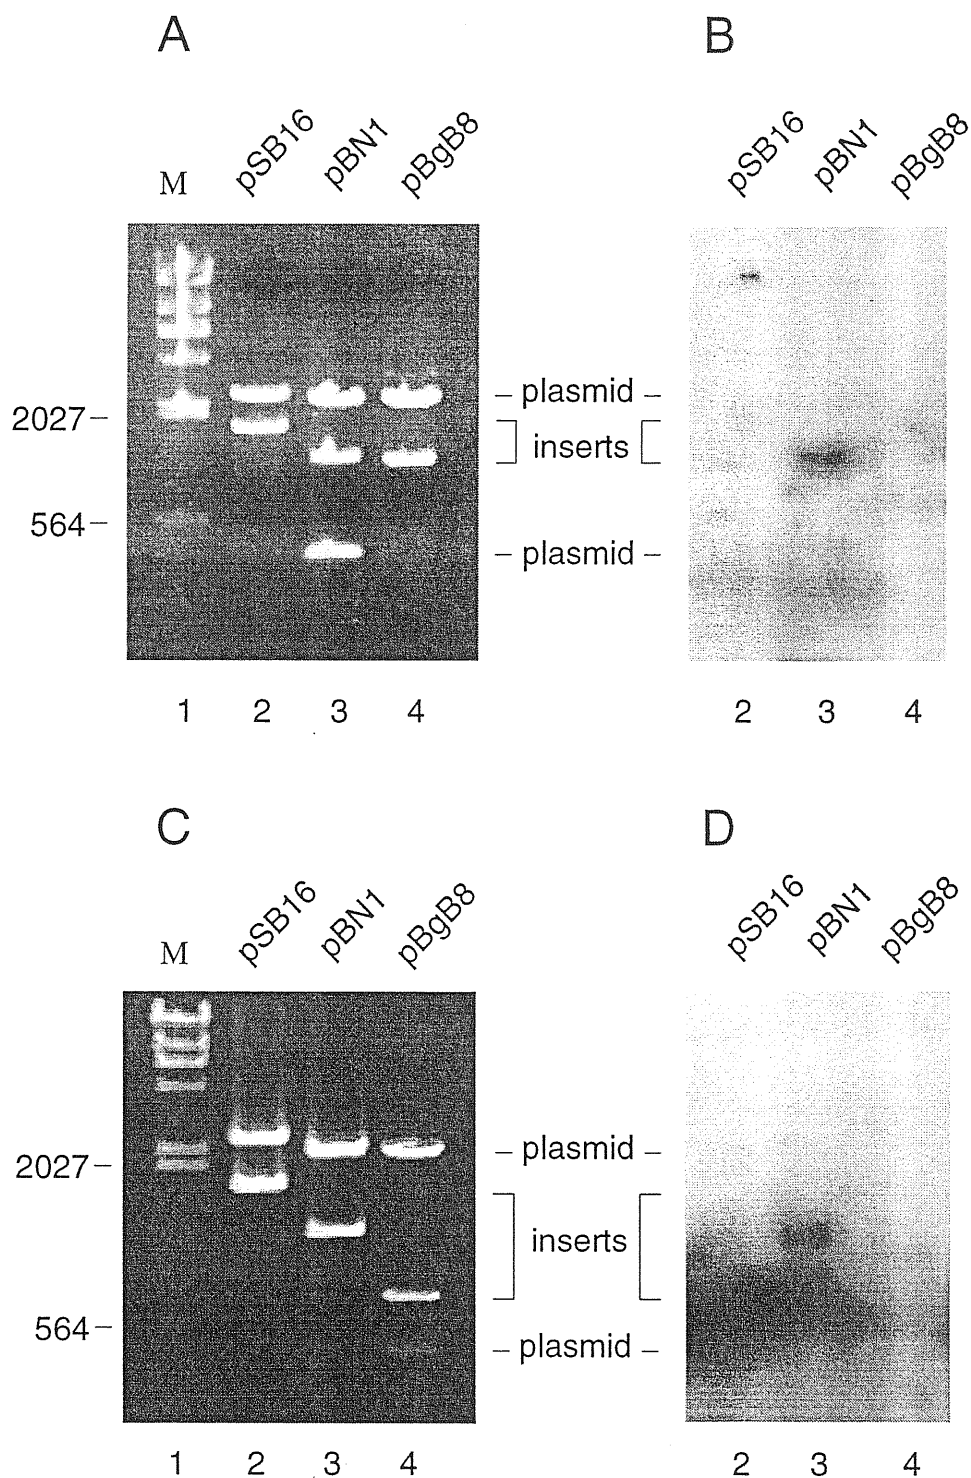 A B
M pSB16 pBN1 pBgB8 pSB16 pBN1 pBgB8
– plasmid –
2027–
inserts
564–
– plasmid –
1 2 3 4 2 3 4
C D
M pSB16 pBN1 pBgB8 pSB16 pBN1 pBgB8
– plasmid –
2027–
inserts
564–
– plasmid –
1 2 3 4 2 3 4